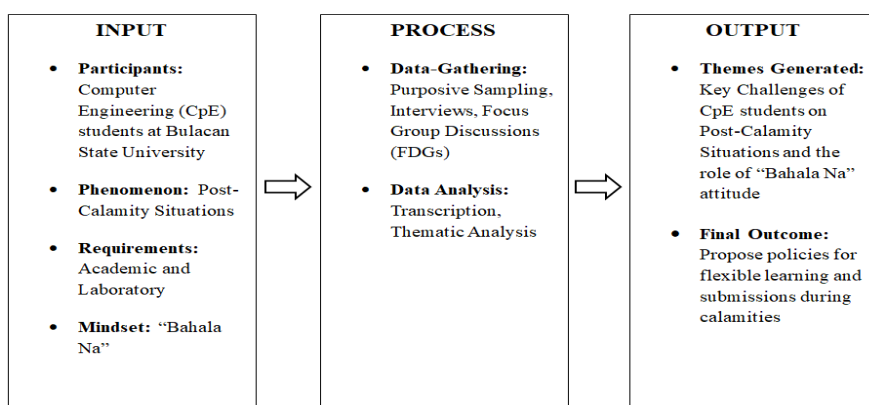 INPUT
• Participants:
Computer
Engineering (CpE)
students at Bulacan
State University
• Phenomenon: Post-
Calamity Situations
• Requirements:
Academic and
Laboratory
• Mindset: “Bahala
Na”
PROCESS
• Data-Gathering:
Purposive Sampling,
Interviews, Focus
Group Discussions
(FDGs)
• Data Analysis:
Transcription,
Thematic Analysis
OUTPUT
• Themes Generated:
Key Challenges of
CpE students on
Post-Calamity
Situations and the
role of “Bahala Na”
attitude
• Final Outcome:
Propose policies for
flexible learning and
submissions during
calamities